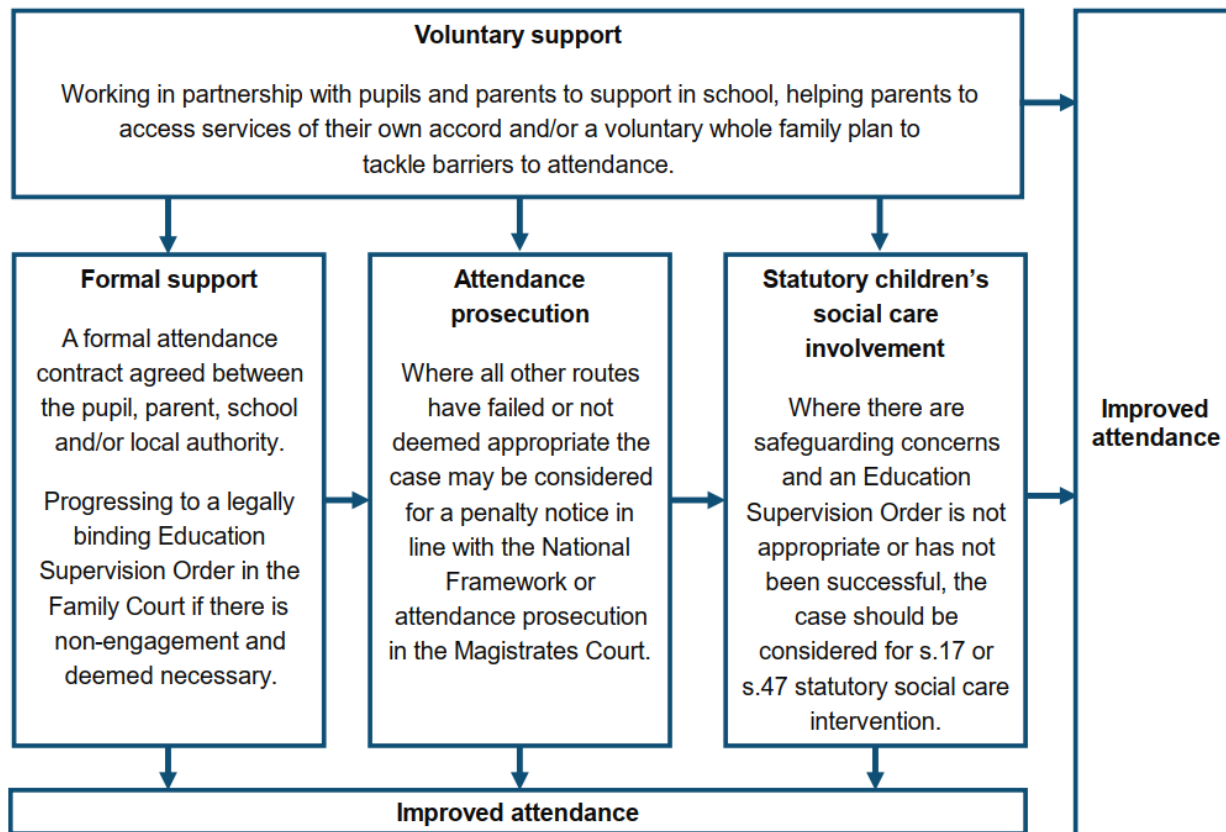 Voluntary support
Working in partnership with pupils and parents to support in school, helping parents to
access services of their own accord and/or a voluntary whole family plan to
tackle barriers to attendance.
Formal support
A formal attendance
contract agreed between
the pupil, parent, school
and/or local authority.
Progressing to a legally
binding Education
Supervision Order in the
Family Court if there is
non-engagement and
deemed necessary.
Attendance
prosecution
Where all other routes
have failed or not
deemed appropriate the
case may be considered
for a penalty notice in
line with the National
Framework or
attendance prosecution
in the Magistrates Court.
Statutory children’s
social care
involvement
Where there are
safeguarding concerns
and an Education
Supervision Order is not
appropriate or has not
been successful, the
case should be
considered for s.17 or
s.47 statutory social care
intervention.
Improved
attendance
Improved attendance